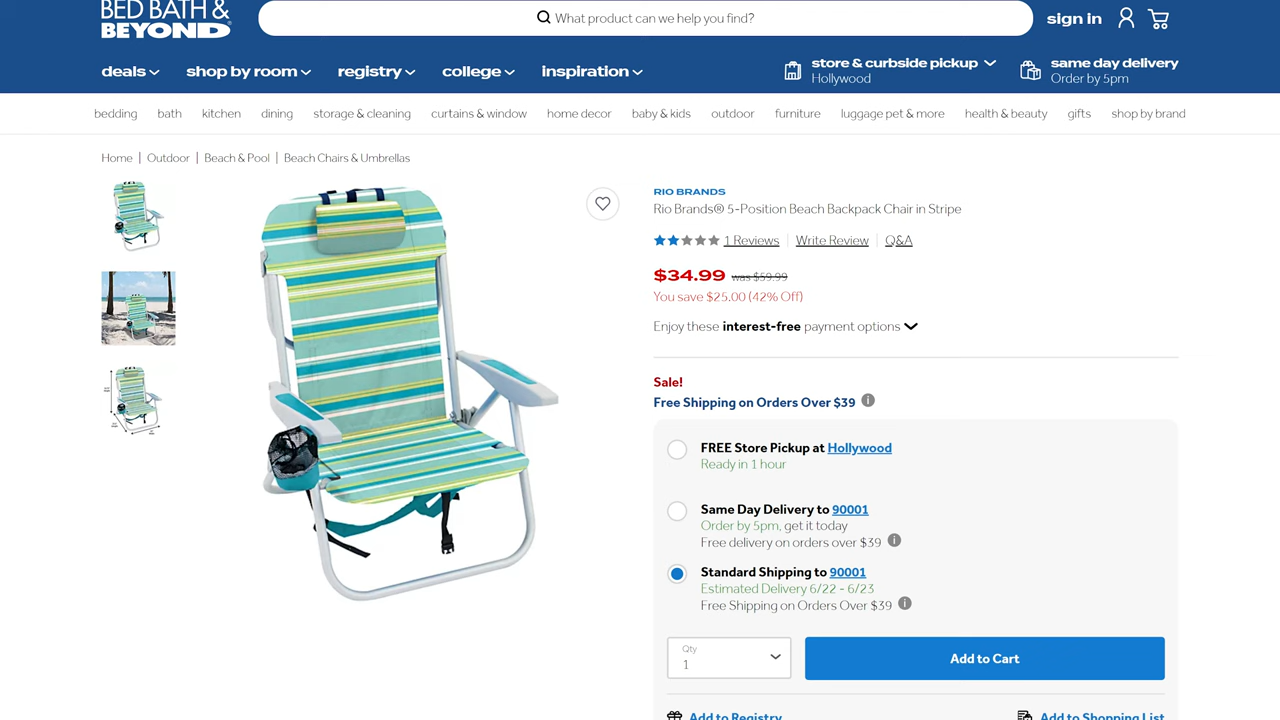 BED BATH &
BEYOND
What product can we help you find?
sign in
deals
shop by room
registry
college
inspiration
store & curbside pickup
Hollywood
same day delivery
Order by 5pm
bedding
bath
kitchen
dining
storage & cleaning
curtains & window
home decor
baby & kids
outdoor
furniture
luggage pet & more
health & beauty
gifts
shop by brand
Home | Outdoor | Beach & Pool | Beach Chairs & Umbrellas
RIO BRANDS
Rio Brands® 5-Position Beach Backpack Chair in Stripe
1 Reviews | Write Review | Q&A
$34.99 was $59.99
You save $25.00 (42% Off)
Enjoy these interest-free payment options
Sale!
Free Shipping on Orders Over $39
FREE Store Pickup at Hollywood
Ready in 1 hour
Same Day Delivery to 90001
Order by 5pm, get it today
Free delivery on orders over $39
Standard Shipping to 90001
Estimated Delivery 6/22 - 6/23
Free Shipping on Orders Over $39
Qty
1
Add to Cart
Add to Registry
Add to Shopping List